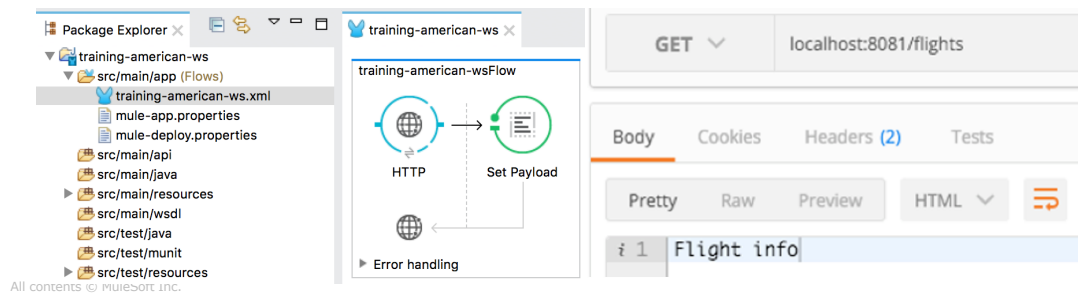 Package Explorer
training-american-ws
src/main/app (Flows)
training-american-ws.xml
mule-app.properties
mule-deploy.properties
src/main/api
src/main/java
src/main/resources
src/main/wsdl
src/test/java
src/test/munit
src/test/resources
training-american-ws
training-american-wsFlow
HTTP
Set Payload
Error handling
GET
localhost:8081/flights
Body Cookies Headers (2) Tests
Pretty Raw Preview HTML
i 1 Flight info
All contents © MuleSoft Inc.